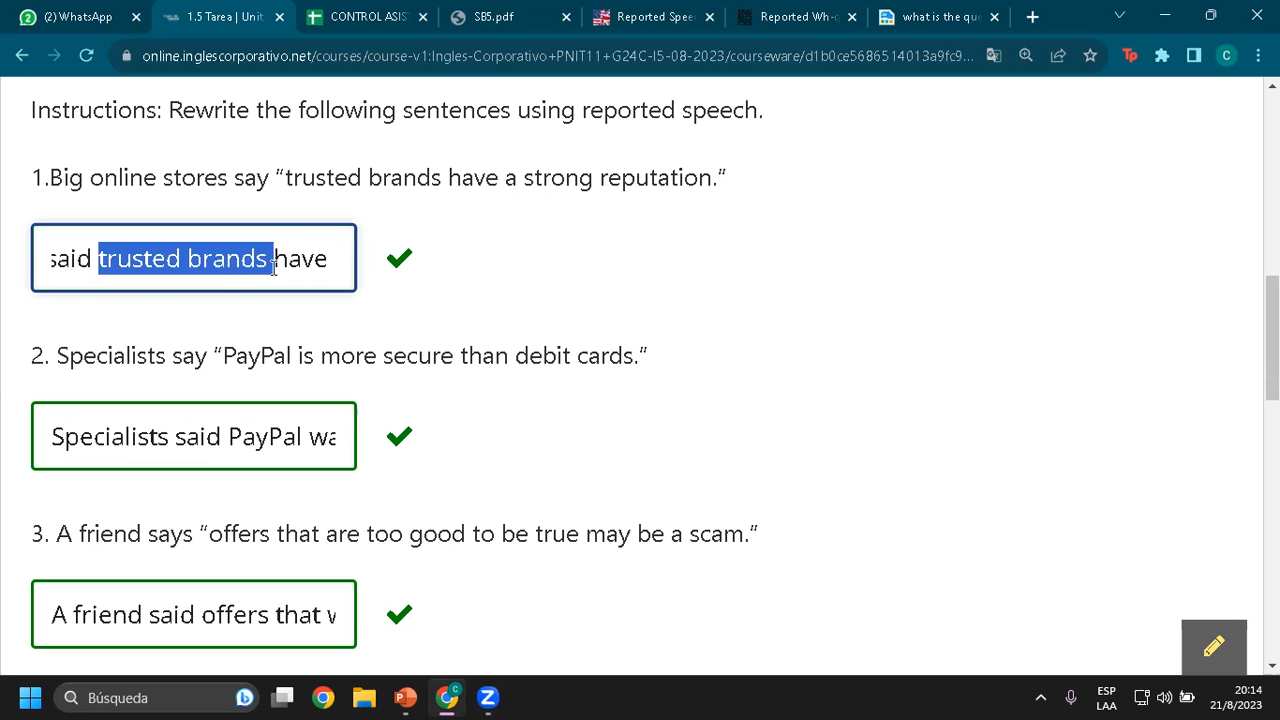 (2) WhatsApp
1.5 Tarea | Unit
CONTROL ASIS
SB5.pdf
Reported Spee
Reported Wh-q
what is the que
online.inglescorporativo.net/courses/course-v1:Ingles-Corporativo+PNIT11+G24C-I5-08-2023/courseware/d1b0ce5686514013a9fc9...
Tp
C
Instructions: Rewrite the following sentences using reported speech.
1.Big online stores say “trusted brands have a strong reputation.”
said trusted brands have
2. Specialists say “PayPal is more secure than debit cards.”
Specialists said PayPal wa
3. A friend says “offers that are too good to be true may be a scam.”
A friend said offers that w
Búsqueda
ESP
LAA
20:14
21/8/2023